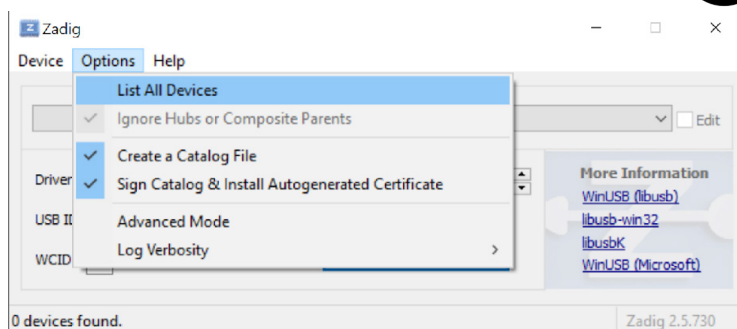 Zadig
Device Options Help
List All Devices
Ignore Hubs or Composite Parents
Edit
Create a Catalog File
Sign Catalog & Install Autogenerated Certificate
Advanced Mode
Log Verbosity
Driver
USB ID
WCID
More Information
WinUSB (libusb)
libusb-win32
libusbK
WinUSB (Microsoft)
0 devices found.
Zadig 2.5.730